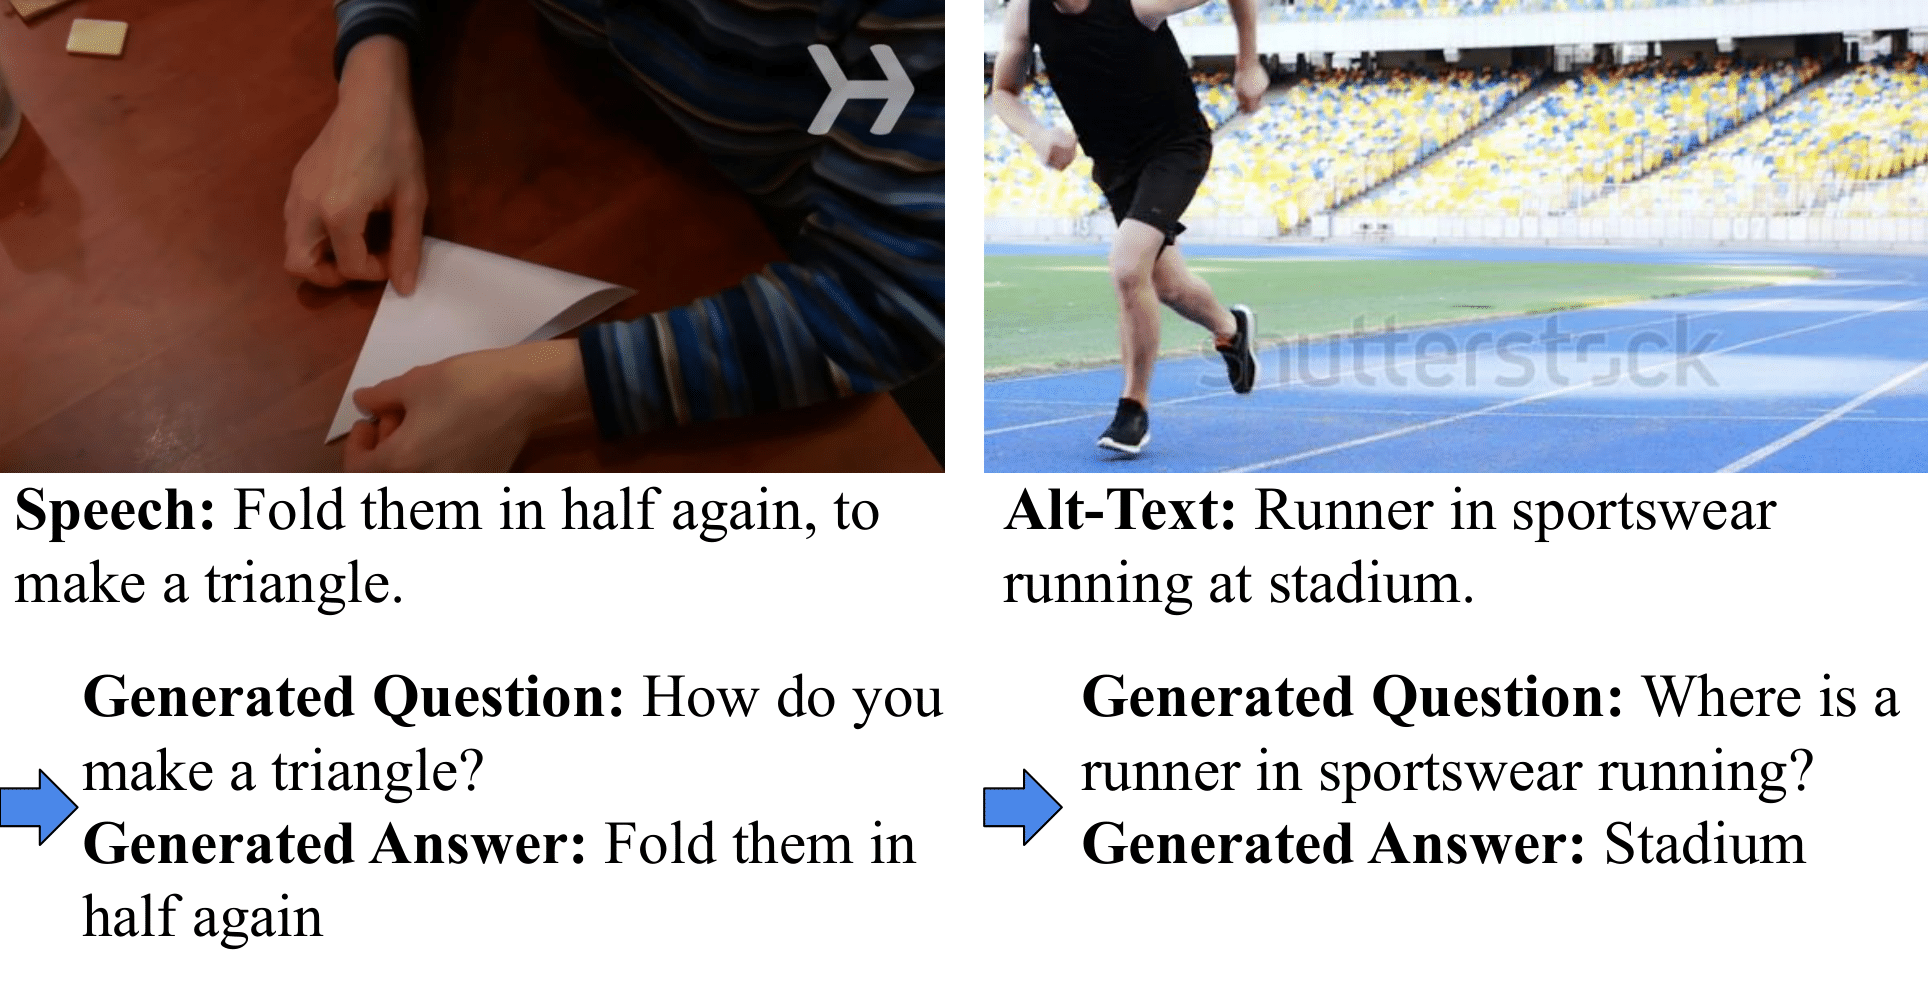 shutterstock
Speech: Fold them in half again, to
make a triangle.
Generated Question: How do you
make a triangle?
Generated Answer: Fold them in
half again
Alt-Text: Runner in sportswear
running at stadium.
Generated Question: Where is a
runner in sportswear running?
Generated Answer: Stadium